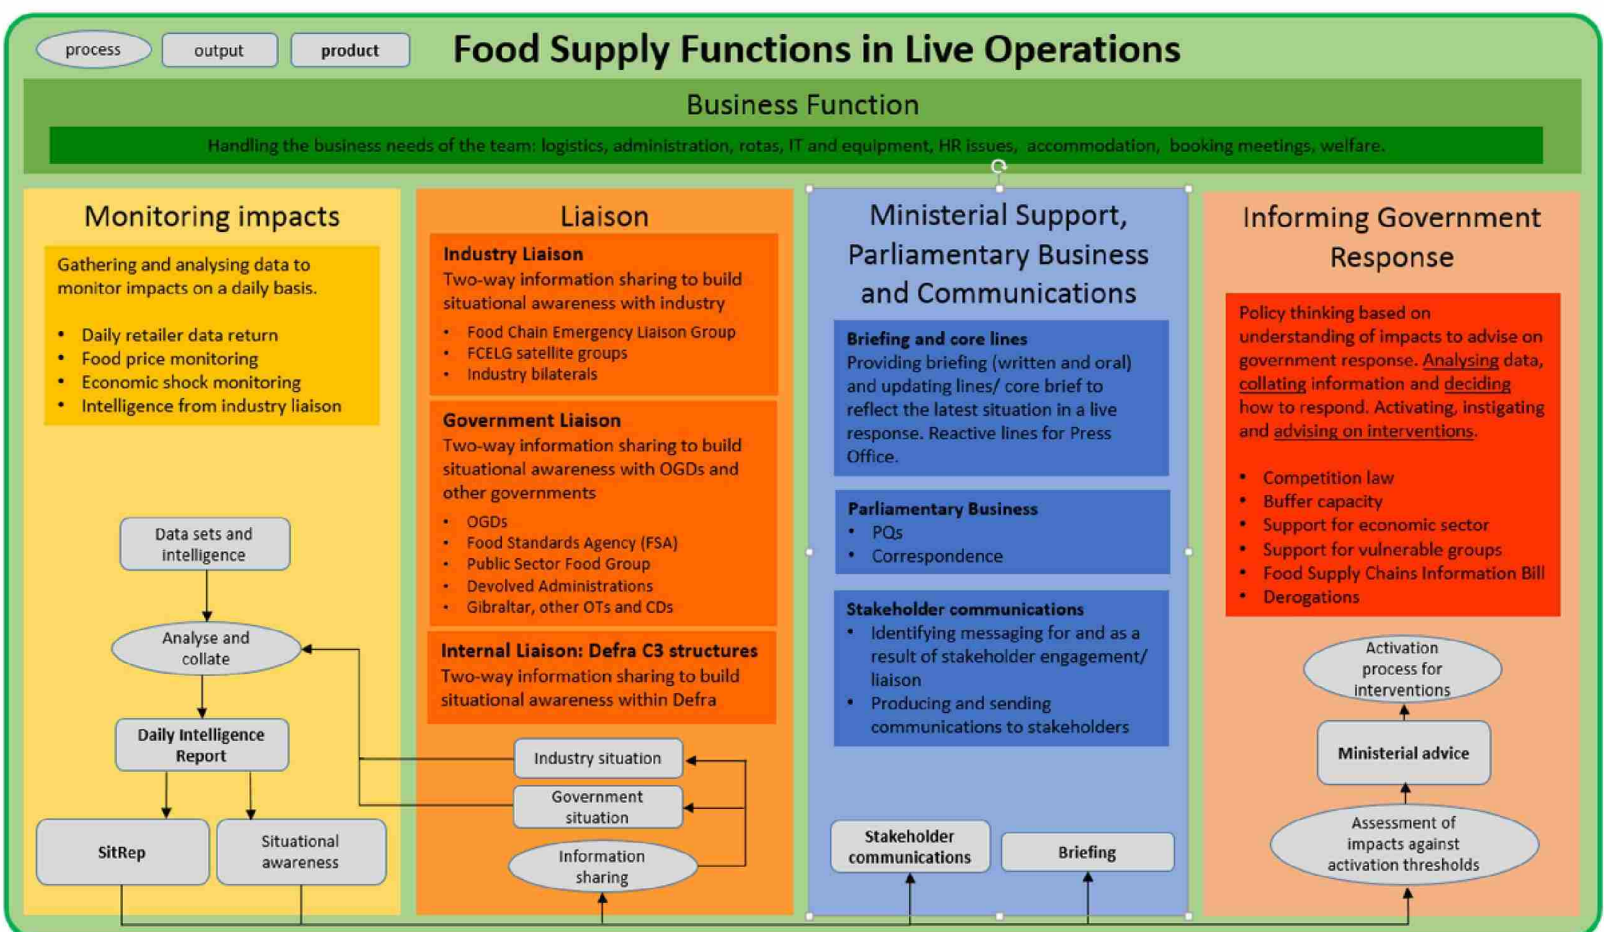 process
output
product
Food Supply Functions in Live Operations
Business Function
Handling the business needs of the team: logistics, administration, rotas, IT and equipment, HR issues, accommodation, booking meetings, welfare.
Monitoring impacts
Gathering and analysing data to
monitor impacts on a daily basis.
• Daily retailer data return
• Food price monitoring
• Economic shock monitoring
• Intelligence from industry liaison
Data sets and
intelligence
Analyse and
collate
Daily Intelligence
Report
SitRep
Situational
awareness
Liaison
Industry Liaison
Two-way information sharing to build
situational awareness with industry
• Food Chain Emergency Liaison Group
• FCELG satellite groups
• Industry bilaterals
Government Liaison
Two-way information sharing to build
situational awareness with OGDs and
other governments
• OGDs
• Food Standards Agency (FSA)
• Public Sector Food Group
• Devolved Administrations
• Gibraltar, other OTs and CDs
Internal Liaison: Defra C3 structures
Two-way information sharing to build
situational awareness within Defra
Industry situation
Government
situation
Information
sharing
Ministerial Support,
Parliamentary Business
and Communications
Briefing and core lines
Providing briefing (written and oral)
and updating lines/ core brief to
reflect the latest situation in a live
response. Reactive lines for Press
Office.
Parliamentary Business
• PQs
• Correspondence
Stakeholder communications
• Identifying messaging for and as a
result of stakeholder engagement/
liaison
• Producing and sending
communications to stakeholders
Stakeholder
communications
Briefing
Informing Government
Response
Policy thinking based on
understanding of impacts to advise on
government response. Analysing data,
collating information and deciding
how to respond. Activating, instigating
and advising on interventions.
• Competition law
• Buffer capacity
• Support for economic sector
• Support for vulnerable groups
• Food Supply Chains Information Bill
• Derogations
Activation
process for
interventions
Ministerial advice
Assessment of
impacts against
activation thresholds